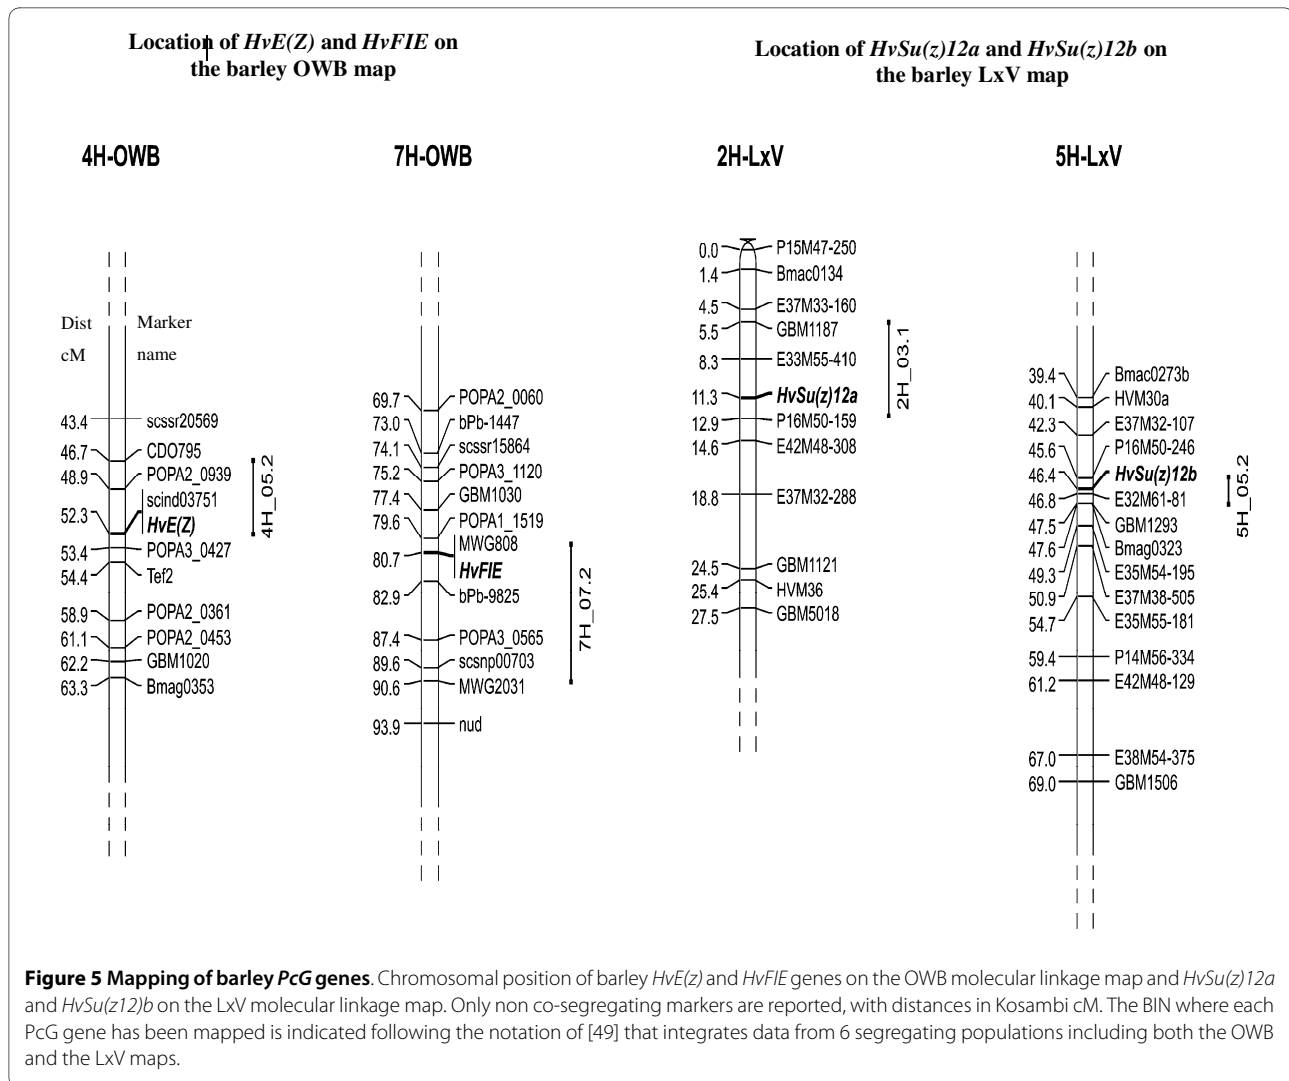 Location of HvE(Z) and HvFIE on
the barley OWB map
Location of HvSu(z)12a and HvSu(z)12b on
the barley LxV map
4H-OWB
Dist
cM
Marker
name
43.4 scssr20569
46.7 CDO795
48.9 POPA2_0939
scind03751
52.3 HvE(Z)
53.4 POPA3_0427
54.4 Tef2
58.9 POPA2_0361
61.1 POPA2_0453
62.2 GBM1020
63.3 Bmag0353
4H_05.2
7H-OWB
69.7 POPA2_0060
73.0 bPb-1447
74.1 scssr15864
75.2 POPA3_1120
77.4 GBM1030
79.6 POPA1_1519
MWG808
80.7 HvFIE
82.9 bPb-9825
87.4 POPA3_0565
89.6 scsnp00703
90.6 MWG2031
93.9 nud
7H_07.2
2H-LxV
0.0 P15M47-250
1.4 Bmac0134
4.5 E37M33-160
5.5 GBM1187
8.3 E33M55-410
11.3 HvSu(z)12a
12.9 P16M50-159
14.6 E42M48-308
18.8 E37M32-288
24.5 GBM1121
25.4 HVM36
27.5 GBM5018
2H_03.1
5H-LxV
39.4 Bmac0273b
40.1 HVM30a
42.3 E37M32-107
45.6 P16M50-246
46.4 HvSu(z)12b
46.8 E32M61-81
47.5 GBM1293
47.6 Bmag0323
49.3 E35M54-195
50.9 E37M38-505
54.7 E35M55-181
59.4 P14M56-334
61.2 E42M48-129
67.0 E38M54-375
69.0 GBM1506
5H_05.2
Figure 5 Mapping of barley PcG genes. Chromosomal position of barley HvE(z) and HvFIE genes on the OWB molecular linkage map and HvSu(z)12a
and HvSu(z12)b on the LxV molecular linkage map. Only non co-segregating markers are reported, with distances in Kosambi cM. The BIN where each
PcG gene has been mapped is indicated following the notation of [49] that integrates data from 6 segregating populations including both the OWB
and the LxV maps.